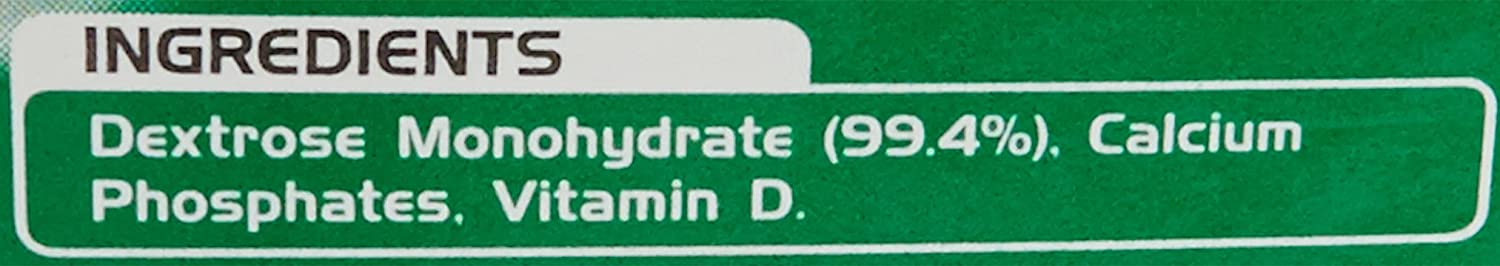 INGREDIENTS
Dextrose Monohydrate (99.4%), Calcium
Phosphates, Vitamin D.